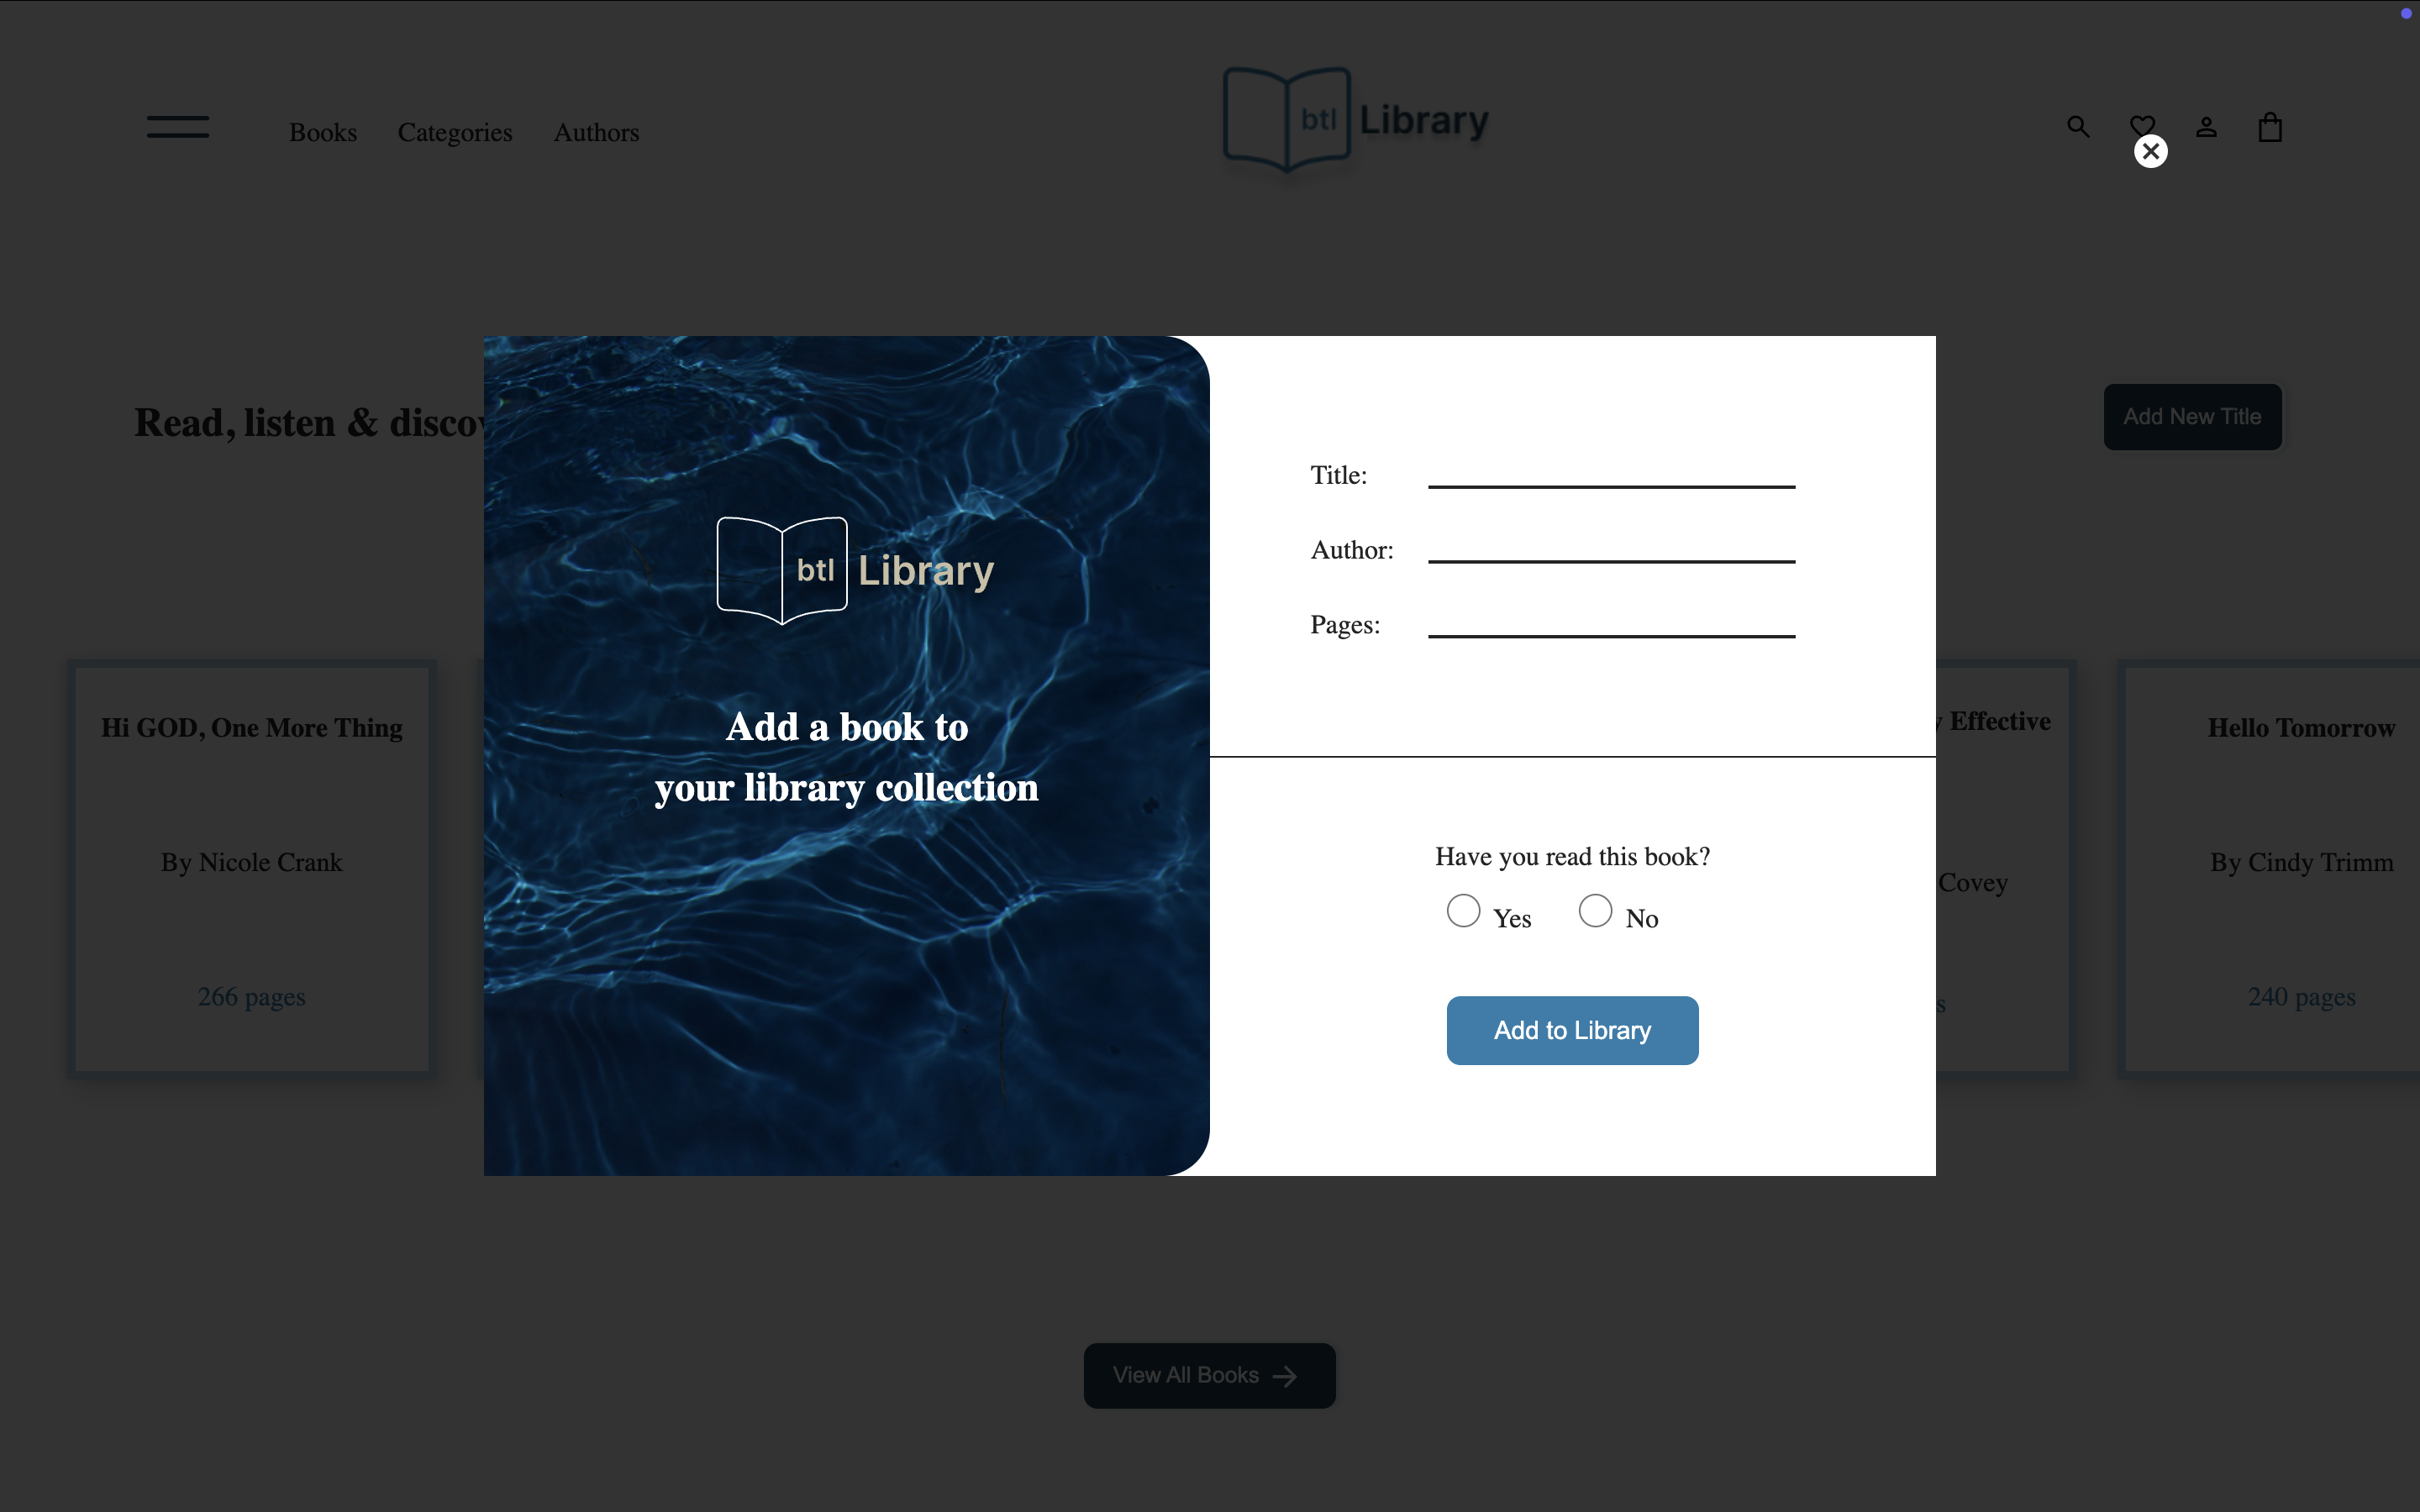 Books Categories Authors
btl Library
Read, listen & disco
Add New Title
btl Library
Add a book to
your library collection
Title:
Author:
Pages:
Have you read this book?
Yes No
Add to Library
Hi GOD, One More Thing
By Nicole Crank
266 pages
Effective
Covey
Hello Tomorrow
By Cindy Trimm
240 pages
View All Books